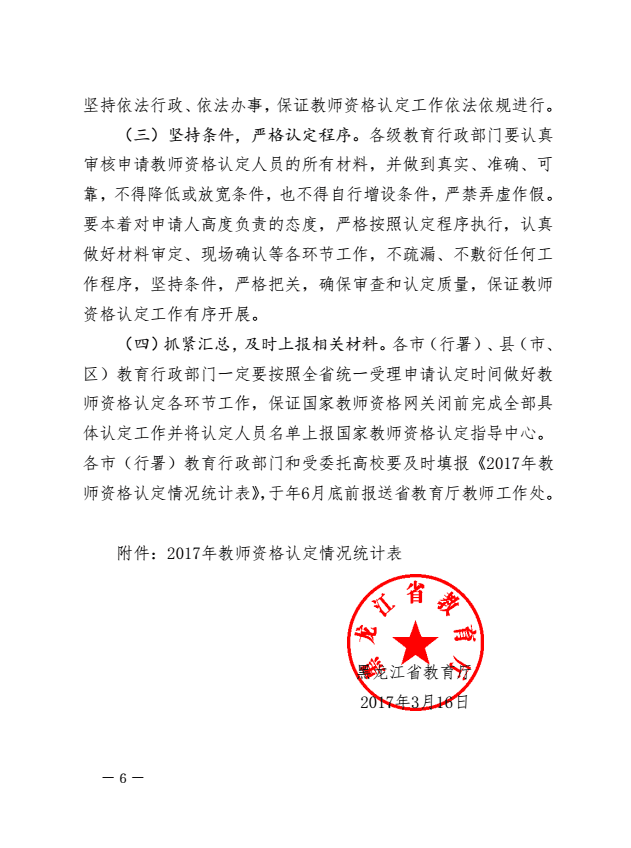 坚持依法行政、依法办事，保证教师资格认定工作依法依规进行。
（三）坚持条件，严格认定程序。各级教育行政部门要认真
审核申请教师资格认定人员的所有材料，并做到真实、准确、可
靠，不得降低或放宽条件，也不得自行增设条件，严禁弄虚作假。
要本着对申请人高度负责的态度，严格按照认定程序执行，认真
做好材料审定、现场确认等各环节工作，不疏漏、不敷衍任何工
作程序，坚持条件，严格把关，确保审查和认定质量，保证教师
资格认定工作有序开展。
（四）抓紧汇总，及时上报相关材料。各市（行署）、县（市、
区）教育行政部门一定要按照全省统一受理申请认定时间做好教
师资格认定各环节工作，保证国家教师资格网关闭前完成全部具
体认定工作并将认定人员名单上报国家教师资格认定指导中心。
各市（行署）教育行政部门和受委托高校要及时填报《2017年教
师资格认定情况统计表》，于年6月底前报送省教育厅教师工作处。
附件：2017年教师资格认定情况统计表
黑龙江省教育厅
黑龙江省教育厅
2017年3月16日
— 6 —